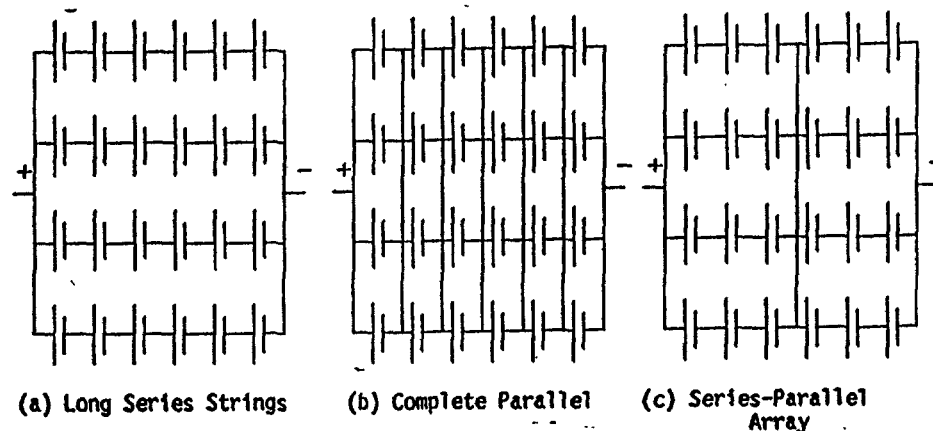 + − + − + −
(a) Long Series Strings
(b) Complete Parallel
(c) Series-Parallel
Array